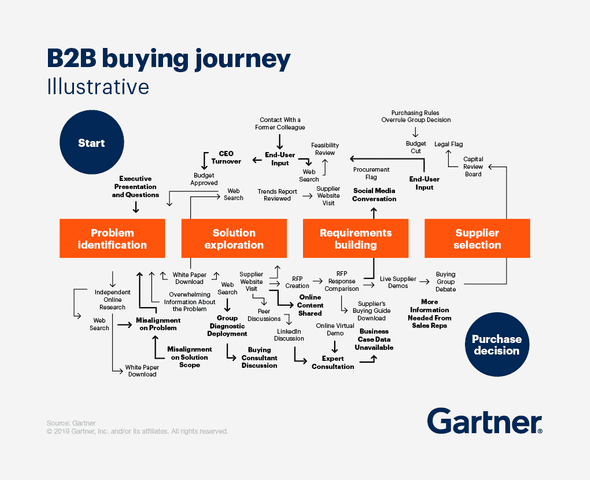 B2B buying journey
Illustrative
Start
Contact With a
Former Colleague
Purchasing Rules
Overrule Group Decision
CEO
Turnover
End-User
Input
Feasibility
Review
Budget
Cut
Legal Flag
Capital
Review
Board
Executive
Presentation
and Questions
Budget
Approved
Web
Search
Procurement
Flag
End-User
Input
Web
Search
Trends Report
Reviewed
Supplier
Website
Visit
Social Media
Conversation
Problem
identification
Solution
exploration
Requirements
building
Supplier
selection
White Paper
Download
Web
Search
Supplier
Website
Visit
RFP
Creation
RFP
Response
Comparison
Live Supplier
Demos
Buying
Group
Debate
Independent
Online
Research
Overwhelming
Information About
the Problem
Online
Content
Shared
Supplier's
Buying Guide
Download
More
Information
Needed From
Sales Reps
Web
Search
Misalignment
on Problem
Group
Diagnostic
Deployment
Peer
Discussions
LinkedIn
Discussion
Online Virtual
Demo
Business
Case Data
Unavailable
Misalignment
on Solution
Scope
Buying
Consultant
Discussion
Expert
Consultation
White Paper
Download
Purchase
decision
Source: Gartner
© 2019 Gartner, Inc. and/or its affiliates. All rights reserved.
Gartner®